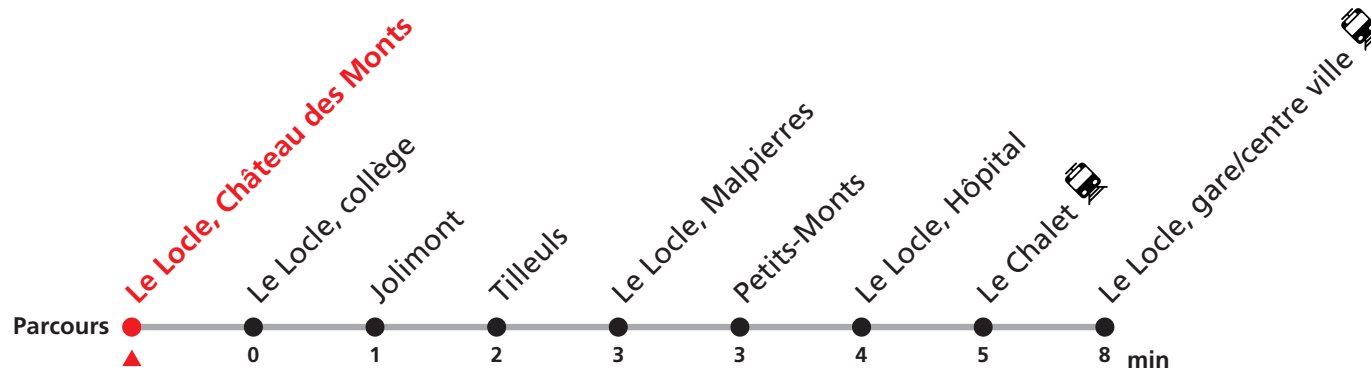 Le Locle, Château des Monts
Le Locle, collège
Jolimont
Tilleuls
Le Locle, Malpierres
Petits-Monts
Le Locle, Hôpital
Le Chalet
Le Locle, gare/centre ville
Parcours
0 1 2 3 3 4 5 8 min